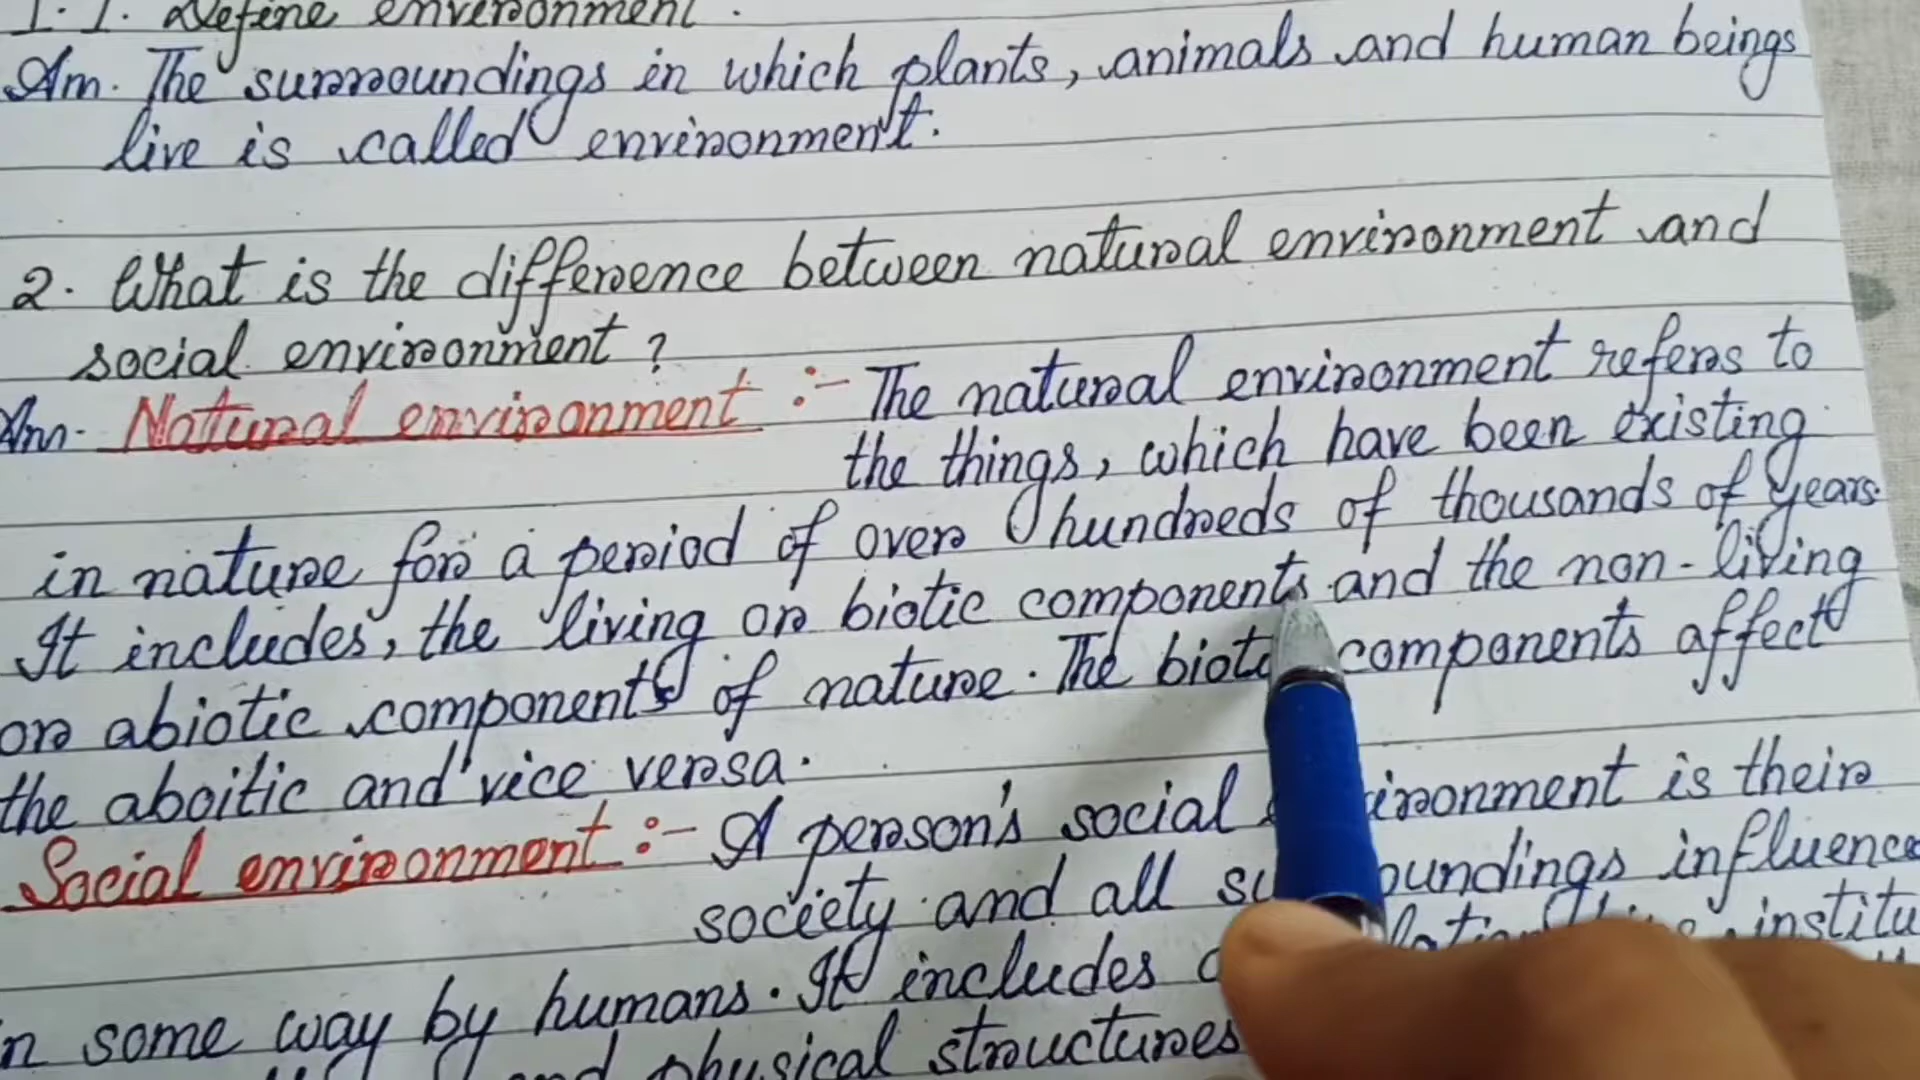 1. 1. Define environment.
Ans. The surroundings in which plants, animals and human beings
live is called environment.
2. What is the difference between natural environment and
social environment ?
Ans. Natural environment :- The natural environment refers to
the things, which have been existing
in nature for a period of over hundreds of thousands of years.
It includes, the living or biotic components and the non-living
or abiotic components of nature. The biotic components affect
the aboitic and vice versa.
Social environment :- A person's social environment is their
society and all surroundings influence
in some way by humans. It includes institu
physical structures